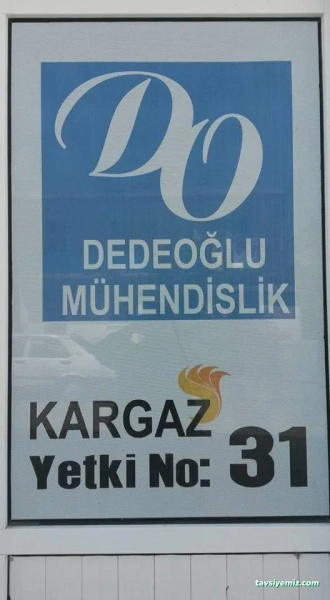 DO
DEDEOĞLU
MÜHENDİSLİK
KARGAZ
Yetki No: 31
tavsiyemiz.com